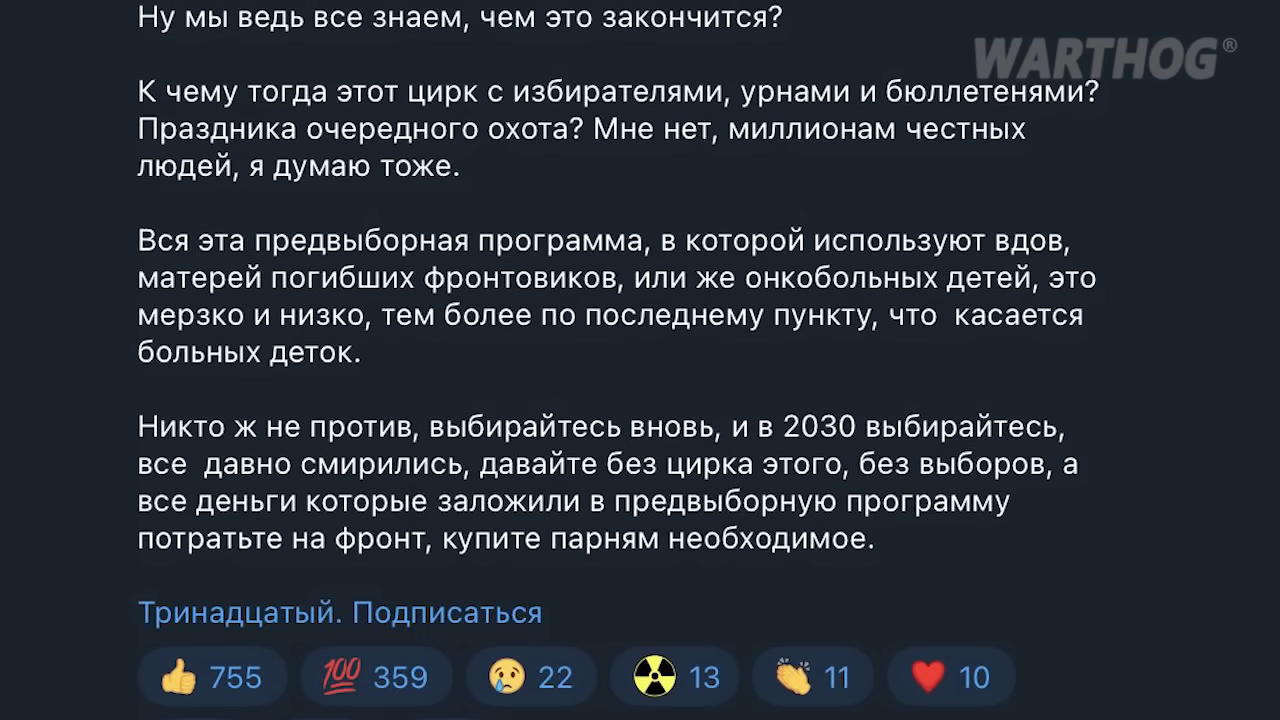 Ну мы ведь все знаем, чем это закончится?
WARTHOG®
К чему тогда этот цирк с избирателями, урнами и бюллетенями?
Праздника очередного охота? Мне нет, миллионам честных
людей, я думаю тоже.
Вся эта предвыборная программа, в которой используют вдов,
матерей погибших фронтовиков, или же онкобольных детей, это
мерзко и низко, тем более по последнему пункту, что  касается
больных деток.
Никто ж не против, выбирайтесь вновь, и в 2030 выбирайтесь,
все  давно смирились, давайте без цирка этого, без выборов, а
все деньги которые заложили в предвыборную программу
потратьте на фронт, купите парням необходимое.
Тринадцатый. Подписаться
👍 755 💯 359 😢 22 ☢ 13 👏 11 ❤ 10